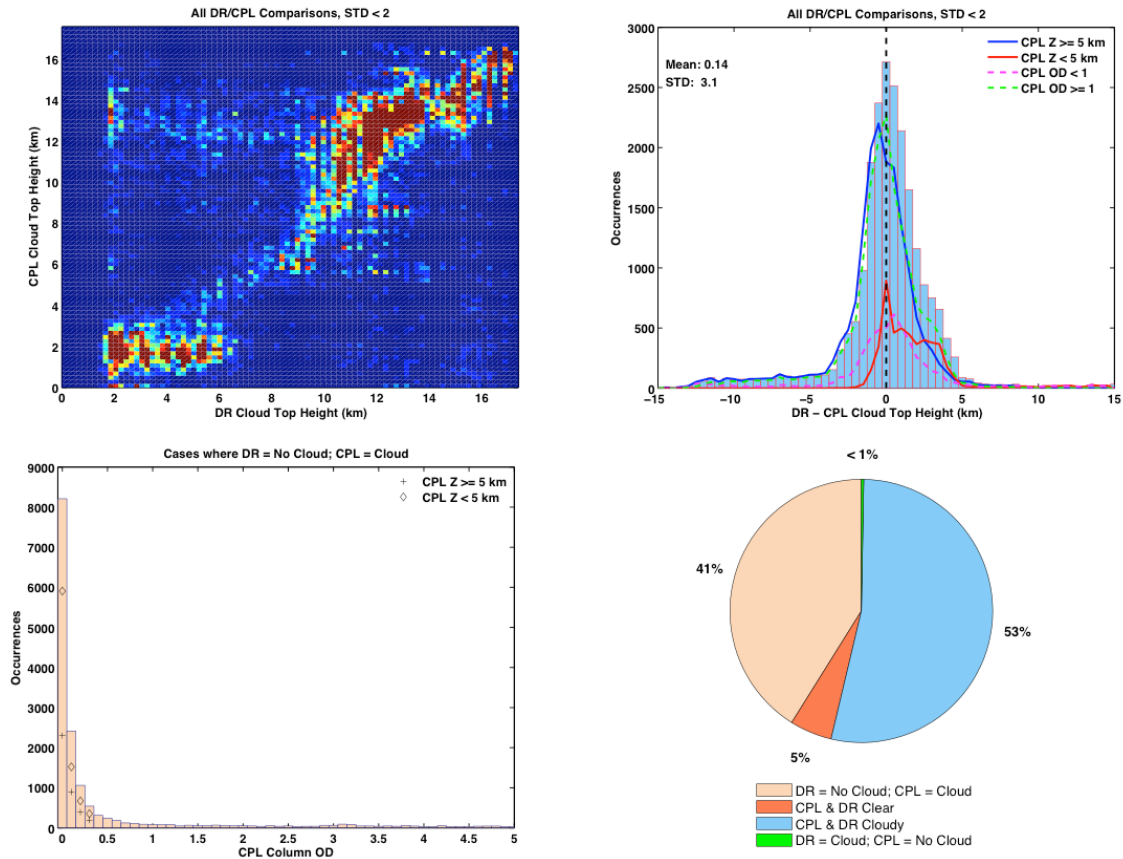 All DR/CPL Comparisons, STD < 2
16
14
12
10
8
6
4
2
0
CPL Cloud Top Height (km)
0 2 4 6 8 10 12 14 16
DR Cloud Top Height (km)
All DR/CPL Comparisons, STD < 2
Mean: 0.14
STD: 3.1
CPL Z >= 5 km
CPL Z < 5 km
CPL OD < 1
CPL OD >= 1
3000
2500
2000
1500
1000
500
0
Occurrences
−15 −10 −5 0 5 10 15
DR − CPL Cloud Top Height (km)
Cases where DR = No Cloud; CPL = Cloud
CPL Z >= 5 km
CPL Z < 5 km
9000
8000
7000
6000
5000
4000
3000
2000
1000
0
Occurrences
0 0.5 1 1.5 2 2.5 3 3.5 4 4.5 5
CPL Column OD
< 1%
41%
53%
5%
DR = No Cloud; CPL = Cloud
CPL & DR Clear
CPL & DR Cloudy
DR = Cloud; CPL = No Cloud